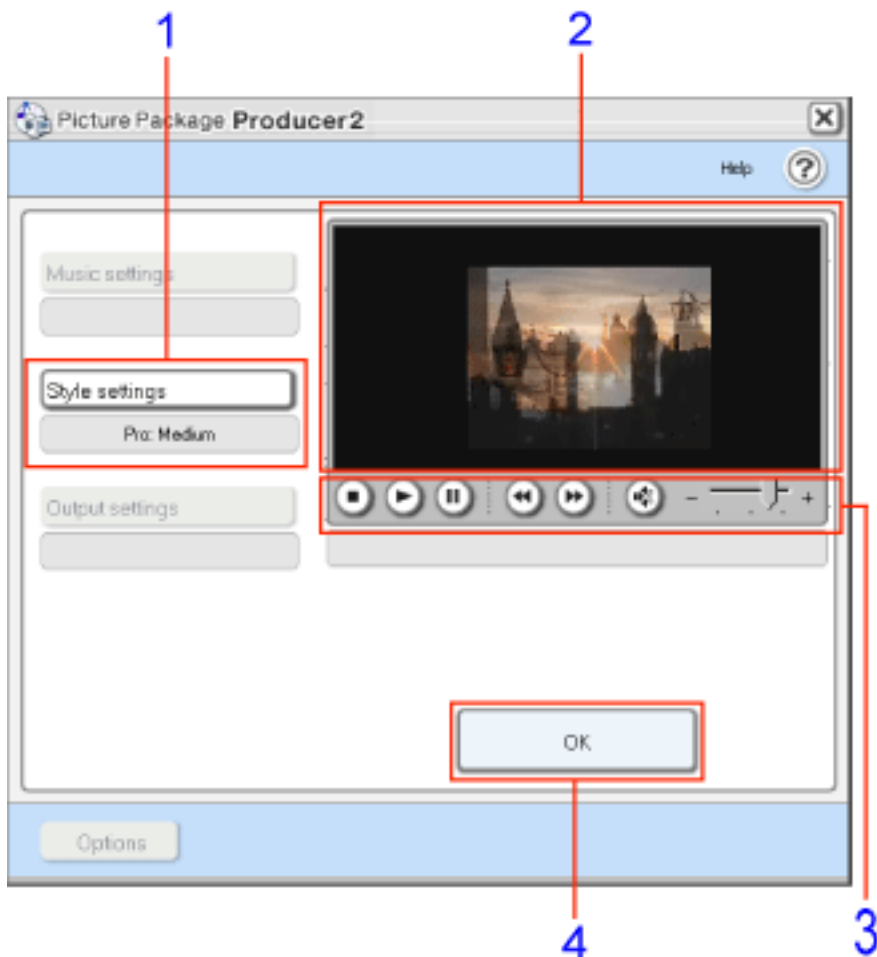 1
2
Picture Package Producer2
Help
?
Music settings
Style settings
Pro: Medium
Output settings
- +
3
OK
Options
4